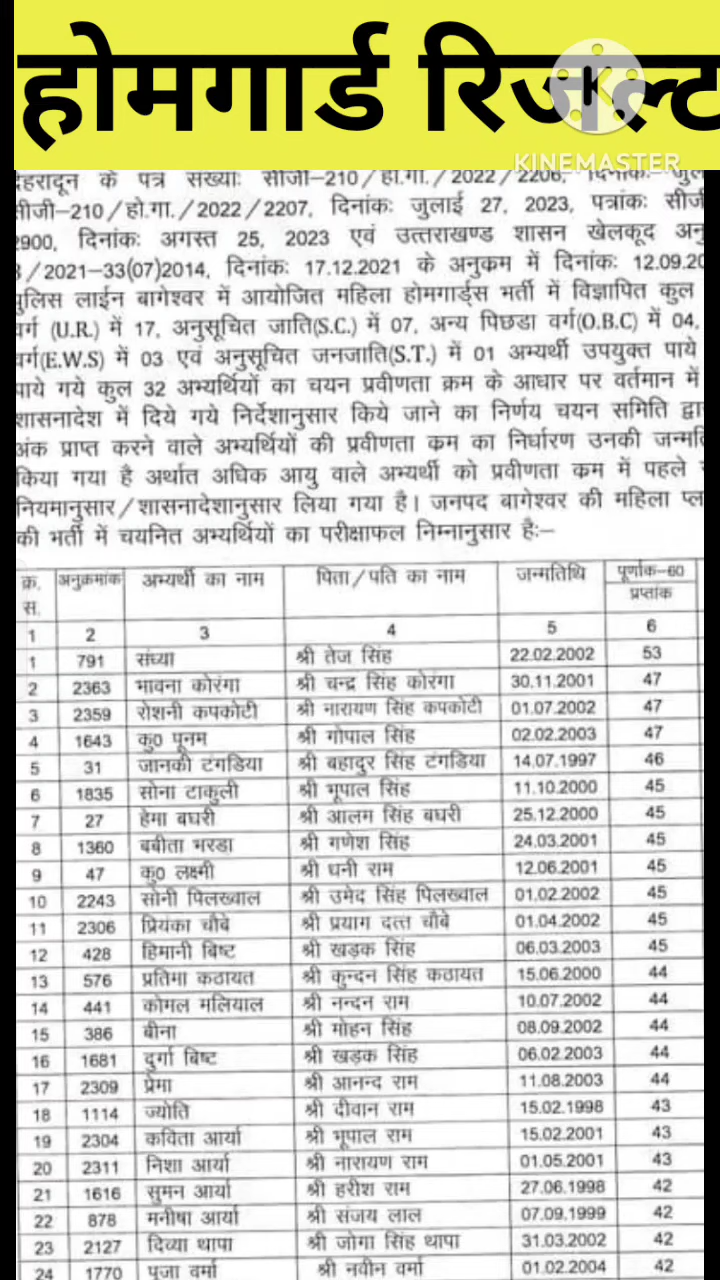 होमगार्ड रिजल्ट
KINEMASTER
देहरादून के पत्र संख्याः सीजी–210/हो.गा./2022/2206, दिनांकः
सीजी–210/हो.गा./2022/2207, दिनांकः जुलाई 27, 2023, पत्रांकः सीजी
2900, दिनांकः अगस्त 25, 2023 एवं उत्तराखण्ड शासन खेलकूद अनु
/2021–33(07)2014, दिनांकः 17.12.2021 के अनुक्रम में दिनांकः 12.09.20
पुलिस लाईन बागेश्वर में आयोजित महिला होमगार्ड्स भर्ती में विज्ञापित कुल
वर्ग (U.R.) में 17, अनुसूचित जाति(S.C.) में 07, अन्य पिछडा वर्ग(O.B.C) में 04,
वर्ग(E.W.S) में 03 एवं अनुसूचित जनजाति(S.T.) में 01 अभ्यर्थी उपयुक्त पाये
पाये गये कुल 32 अभ्यर्थियों का चयन प्रवीणता क्रम के आधार पर वर्तमान में
शासनादेश में दिये गये निर्देशानुसार किये जाने का निर्णय चयन समिति द्वा
अंक प्राप्त करने वाले अभ्यर्थियों की प्रवीणता क्रम का निर्धारण उनकी जन्मति
किया गया है अर्थात अधिक आयु वाले अभ्यर्थी को प्रवीणता क्रम में पहले
नियमानुसार/शासनादेशानुसार लिया गया है। जनपद बागेश्वर की महिला प्ला
की भर्ती में चयनित अभ्यर्थियों का परीक्षाफल निम्नानुसार हैः–
क्र. स. अनुक्रमांक अभ्यर्थी का नाम पिता/पति का नाम जन्मतिथि पूर्णांक–60 प्राप्तांक
1 2 3 4 5 6
1 791 संध्या श्री तेज सिंह 22.02.2002 53
2 2363 भावना कोरंगा श्री चन्द्र सिंह कोरंगा 30.11.2001 47
3 2359 रोशनी कपकोटी श्री नारायण सिंह कपकोटी 01.07.2002 47
4 1643 कु0 पूनम श्री गोपाल सिंह 02.02.2003 47
5 31 जानकी टंगडिया श्री बहादुर सिंह टंगडिया 14.07.1997 46
6 1835 सोना टाकुली श्री भूपाल सिंह 11.10.2000 45
7 27 हेमा बघरी श्री आलम सिंह बघरी 25.12.2000 45
8 1360 बबीता भरडा श्री गणेश सिंह 24.03.2001 45
9 47 कु0 लक्ष्मी श्री धनी राम 12.06.2001 45
10 2243 सोनी पिलख्वाल श्री उमेद सिंह पिलख्वाल 01.02.2002 45
11 2306 प्रियंका चौबे श्री प्रयाग दत्त चौबे 01.04.2002 45
12 428 हिमानी बिष्ट श्री खड़क सिंह 06.03.2003 45
13 576 प्रतिमा कठायत श्री कुन्दन सिंह कठायत 15.06.2000 44
14 441 कोमल मलियाल श्री नन्दन राम 10.07.2002 44
15 386 बीना श्री मोहन सिंह 08.09.2002 44
16 1681 दुर्गा बिष्ट श्री खड़क सिंह 06.02.2003 44
17 2309 प्रेमा श्री आनन्द राम 11.08.2003 44
18 1114 ज्योति श्री दीवान राम 15.02.1998 43
19 2304 कविता आर्या श्री भूपाल राम 15.02.2001 43
20 2311 निशा आर्या श्री नारायण राम 01.05.2001 43
21 1616 सुमन आर्या श्री हरीश राम 27.06.1998 42
22 878 मनीषा आर्या श्री संजय लाल 07.09.1999 42
23 2127 दिव्या थापा श्री जोगा सिंह थापा 31.03.2002 42
24 1770 पूजा वर्मा श्री नवीन वर्मा 01.02.2004 42